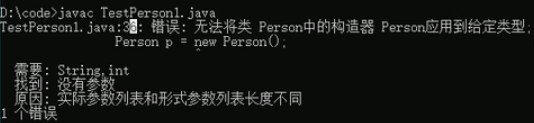 D:\code>javac TestPerson1.java
TestPerson1.java:36: 错误: 无法将类 Person中的构造器 Person应用到给定类型;
Person p = new Person();
^
需要: String,int
找到: 没有参数
原因: 实际参数列表和形式参数列表长度不同
1 个错误